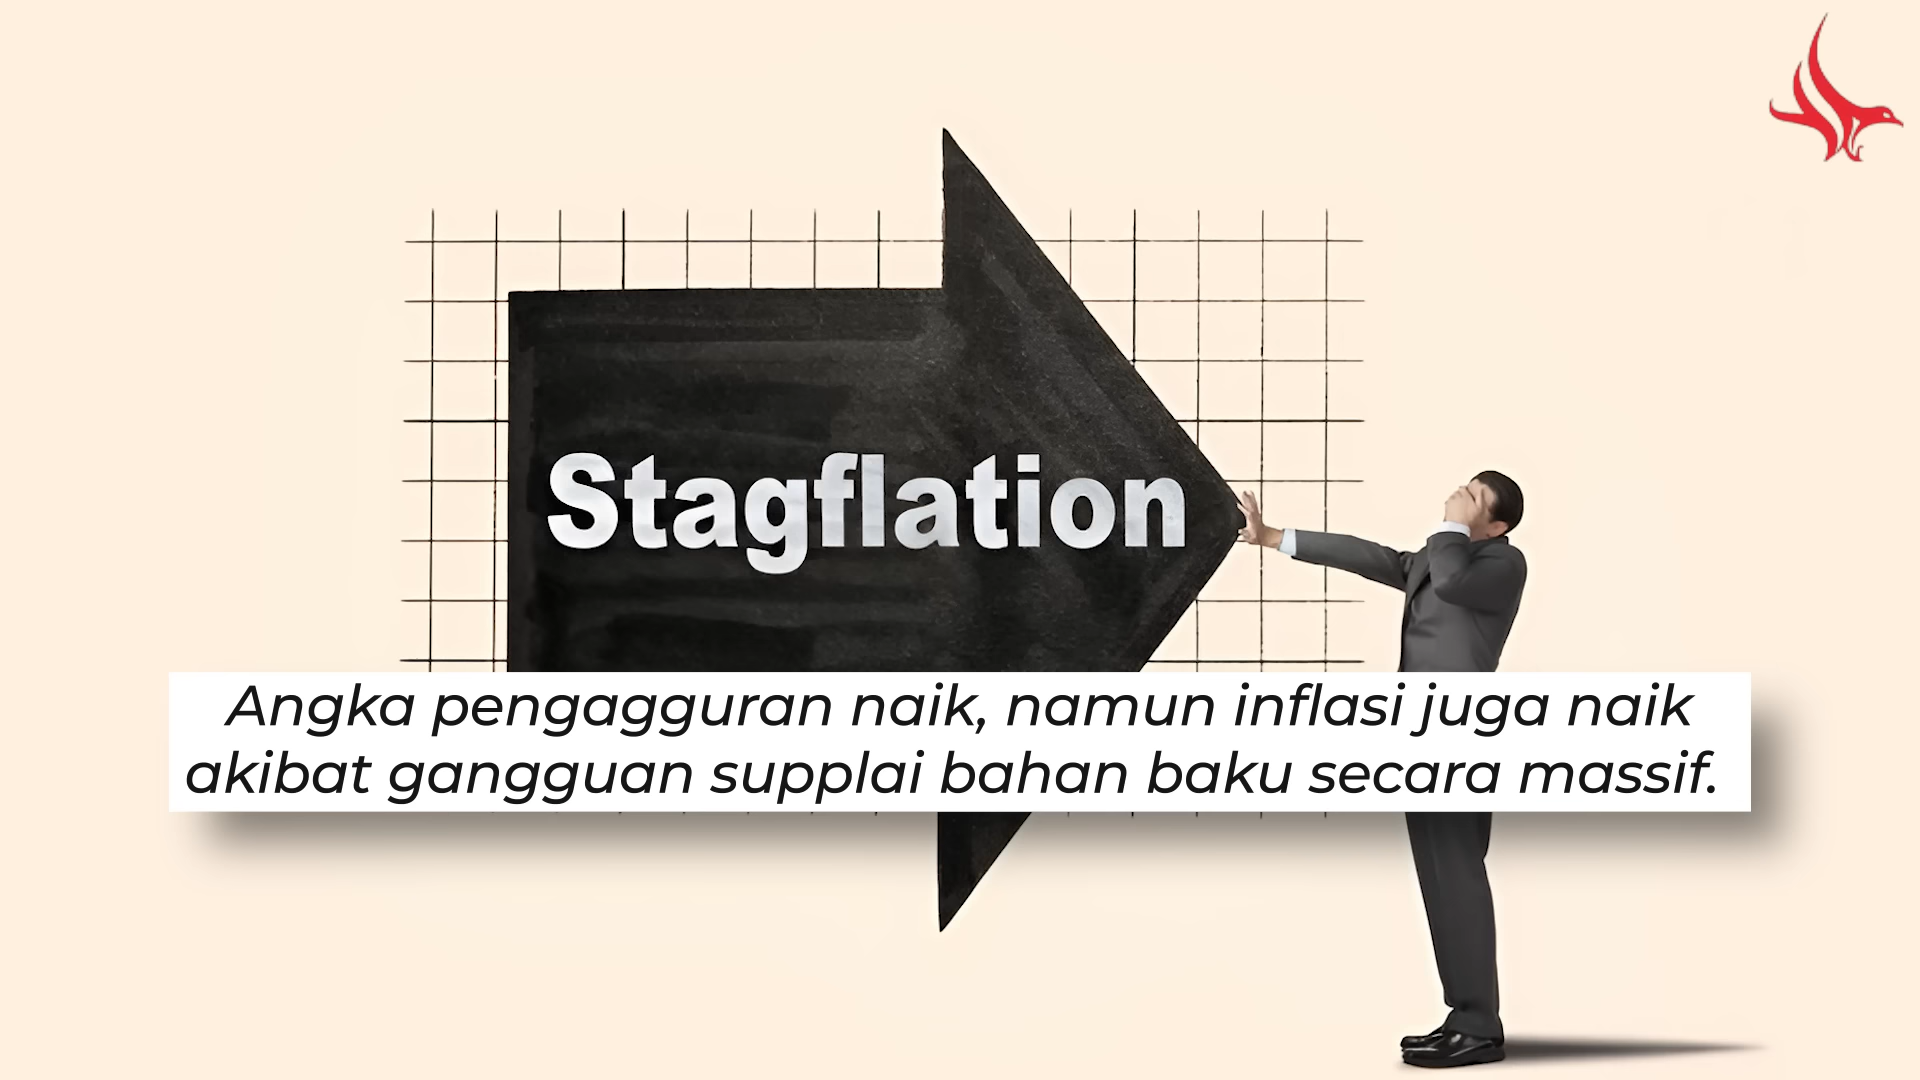 Stagflation
Angka pengagguran naik, namun inflasi juga naik
akibat gangguan supplai bahan baku secara massif.